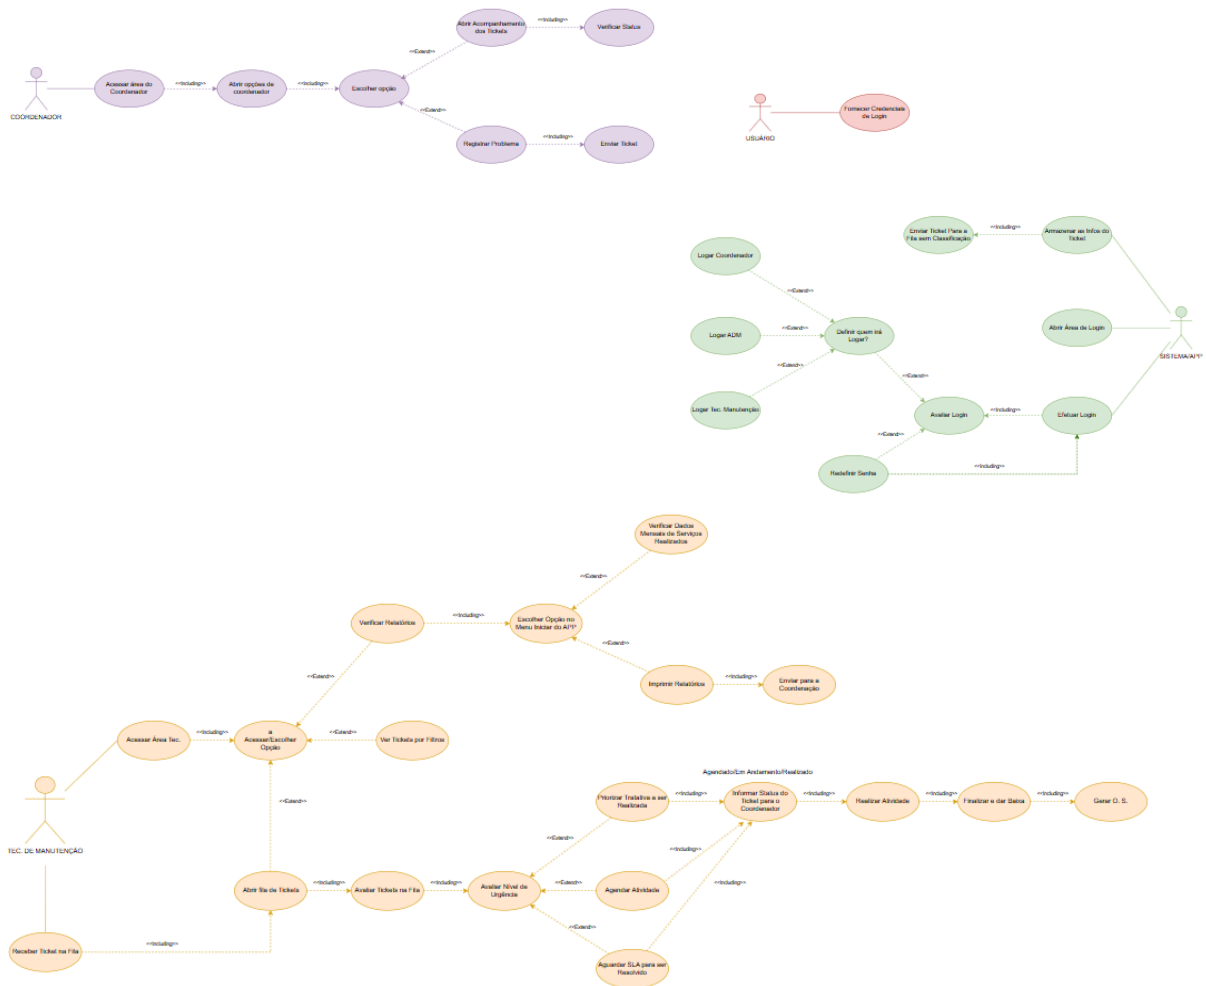 Abrir Acompanhamento
dos Tickets
<<Including>>
Verificar Status
<<Extend>>
Acessar área do
Coordenador
<<Including>>
Abrir opções de
coordenador
<<Including>>
Escolher opção
COORDENADOR
<<Extend>>
Registrar Problema
<<Including>>
Enviar Ticket
Fornecer Credenciais
de Login
USUÁRIO
Enviar Ticket Para a
Fila sem Classificação
<<Including>>
Armazenar as Infos do
Ticket
Logar Coordenador
<<Extend>>
Logar ADM
<<Extend>>
Definir quem irá
Logar?
Abrir Área de Login
SISTEMA/APP
<<Extend>>
<<Extend>>
Logar Tec. Manutenção
Avaliar Login
<<Including>>
Efetuar Login
<<Extend>>
Redefinir Senha
<<Including>>
Verificar Dados
Mensais de Serviços
Realizados
<<Extend>>
Verificar Relatórios
<<Including>>
Escolher Opção no
Menu Iniciar do APP
<<Extend>>
Imprimir Relatórios
<<Including>>
Enviar para a
Coordenação
<<Extend>>
Acessar Área Tec.
<<Including>>
a
Acessar/Escolher
Opção
<<Extend>>
Ver Tickets por Filtros
TEC. DE MANUTENÇÃO
<<Extend>>
Agendado/Em Andamento/Realizado
Priorizar Tratativa a ser
Realizada
<<Including>>
Informar Status do
Ticket para o
Coordenador
<<Including>>
Realizar Atividade
<<Including>>
Finalizar e dar Baixa
<<Including>>
Gerar O. S.
<<Extend>>
<<Including>>
Abrir fila de Tickets
<<Including>>
Avaliar Tickets na Fila
<<Including>>
Avaliar Nível de
Urgência
<<Extend>>
Agendar Atividade
<<Including>>
<<Extend>>
Receber Ticket na Fila
<<Including>>
Aguardar SLA para ser
Resolvido